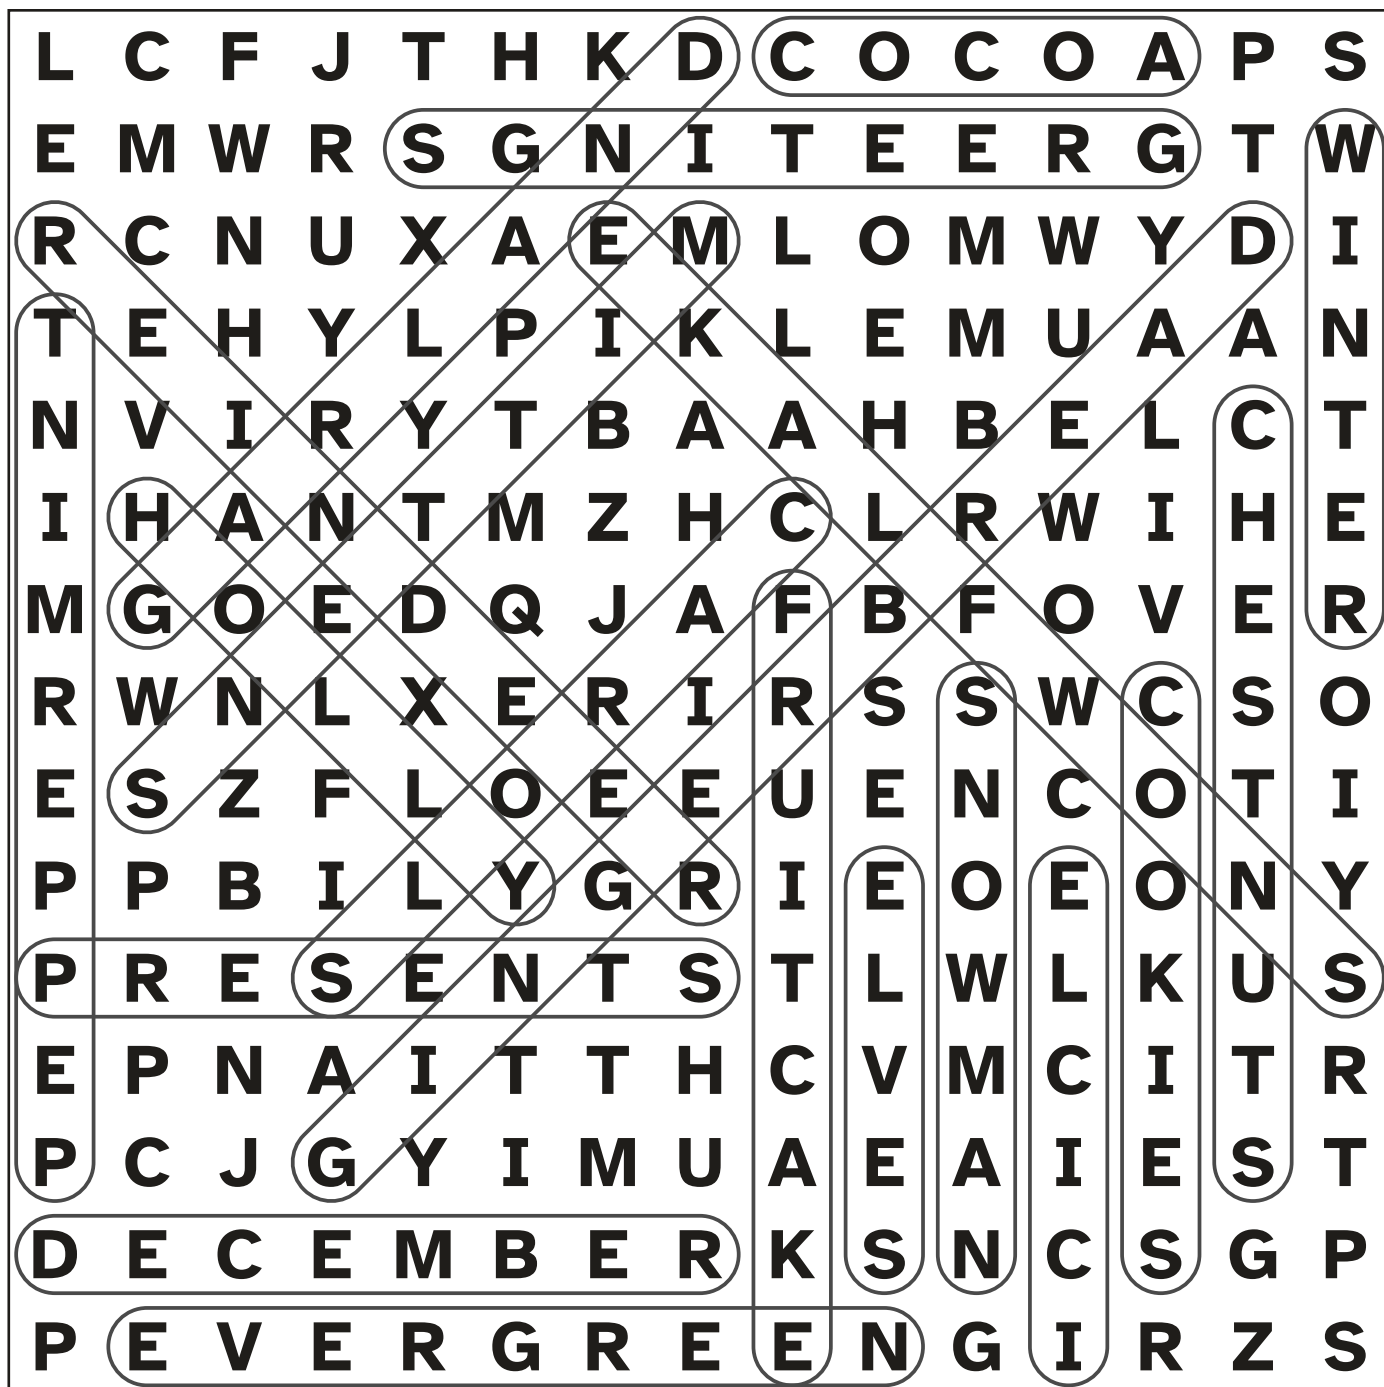 L C F J T H K D C O C O A P S
E M W R S G N I T E E R G T W
R C N U X A E M L O M W Y D I
T E H Y L P I K L E M U A A N
N V I R Y T B A A H B E L C T
I H A N T M Z H C L R W I H E
M G O E D Q J A F B F O V E R
R W N L X E R I R S S W C S O
E S Z F L O E E U E N C O T I
P P B I L Y G R I E O E O N Y
P R E S E N T S T L W L K U S
E P N A I T T H C V M C I T R
P C J G Y I M U A E A I E S T
D E C E M B E R K S N C S G P
P E V E R G R E E N G I R Z S